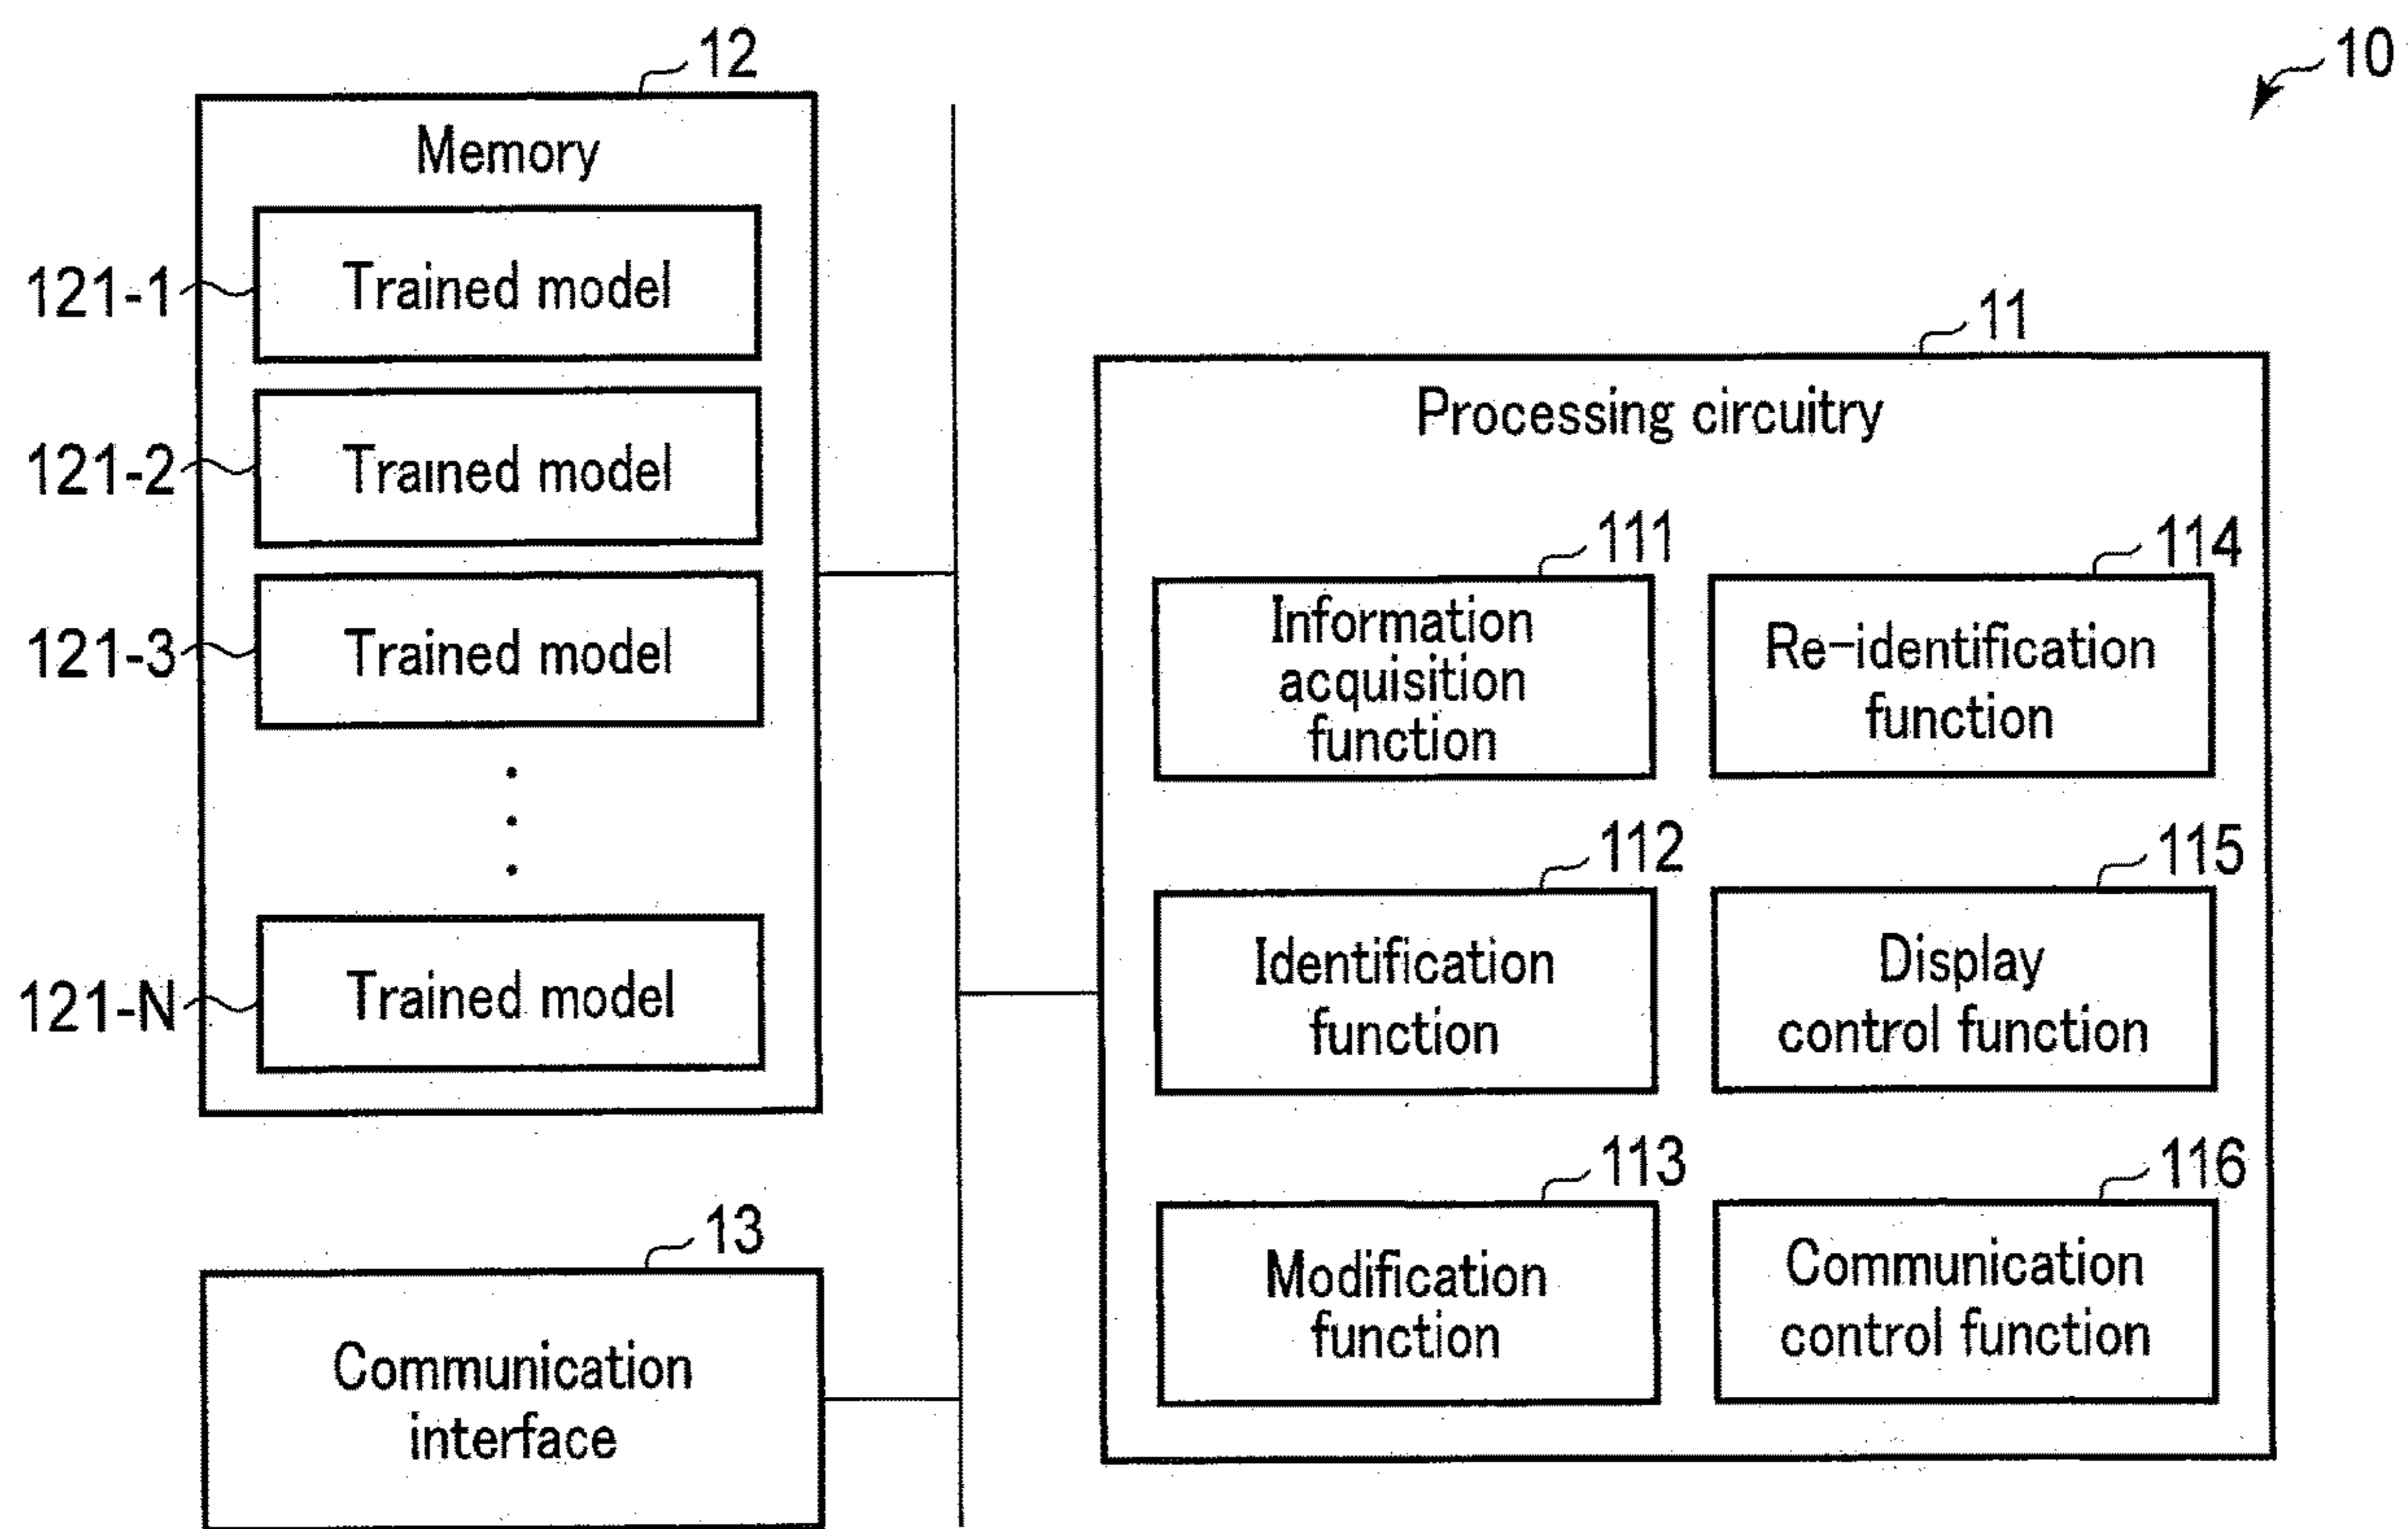 10
12
Memory
121-1
Trained model
121-2
Trained model
121-3
Trained model
121-N
Trained model
13
Communication
interface
11
Processing circuitry
111
Information
acquisition
function
114
Re-identification
function
112
Identification
function
115
Display
control function
113
Modification
function
116
Communication
control function